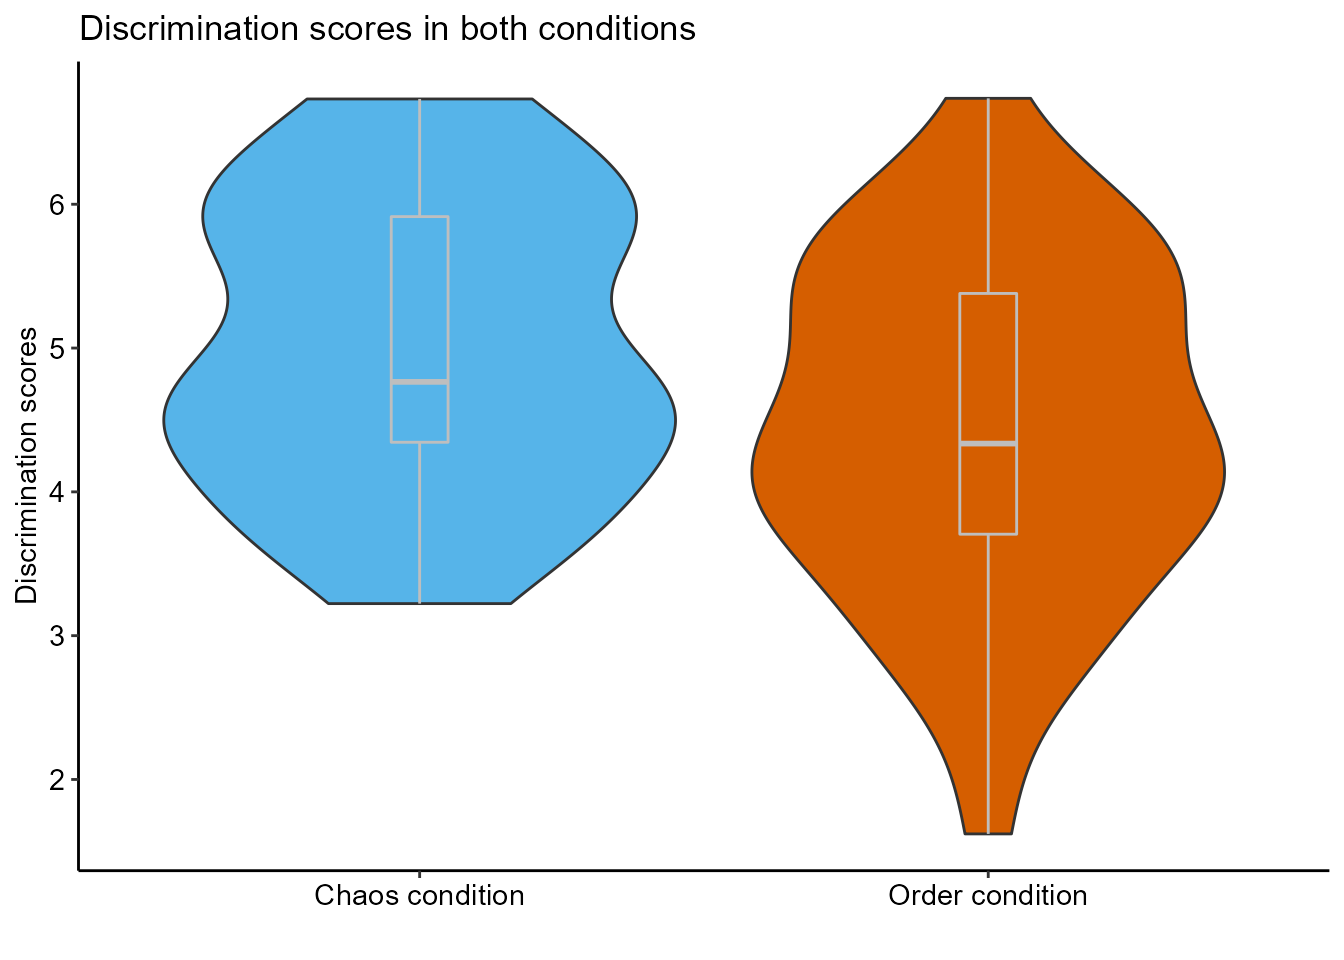 Discrimination scores in both conditions
Discrimination scores
6
5
4
3
2
Chaos condition
Order condition